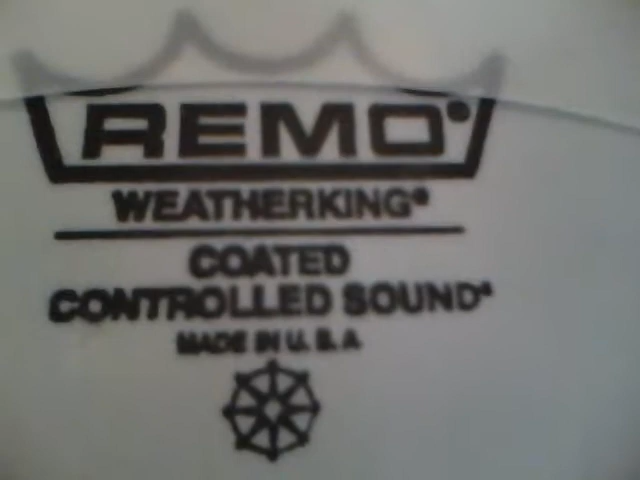 REMO®
WEATHERKING®
COATED
CONTROLLED SOUND®
MADE IN U.S.A